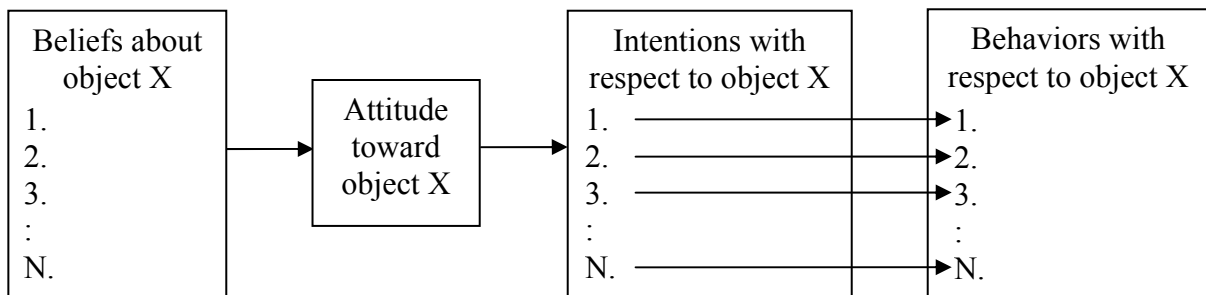 Beliefs about
object X
1.
2.
3.
:
N.
Attitude
toward
object X
Intentions with
respect to object X
1.
2.
3.
:
N.
Behaviors with
respect to object X
1.
2.
3.
:
N.